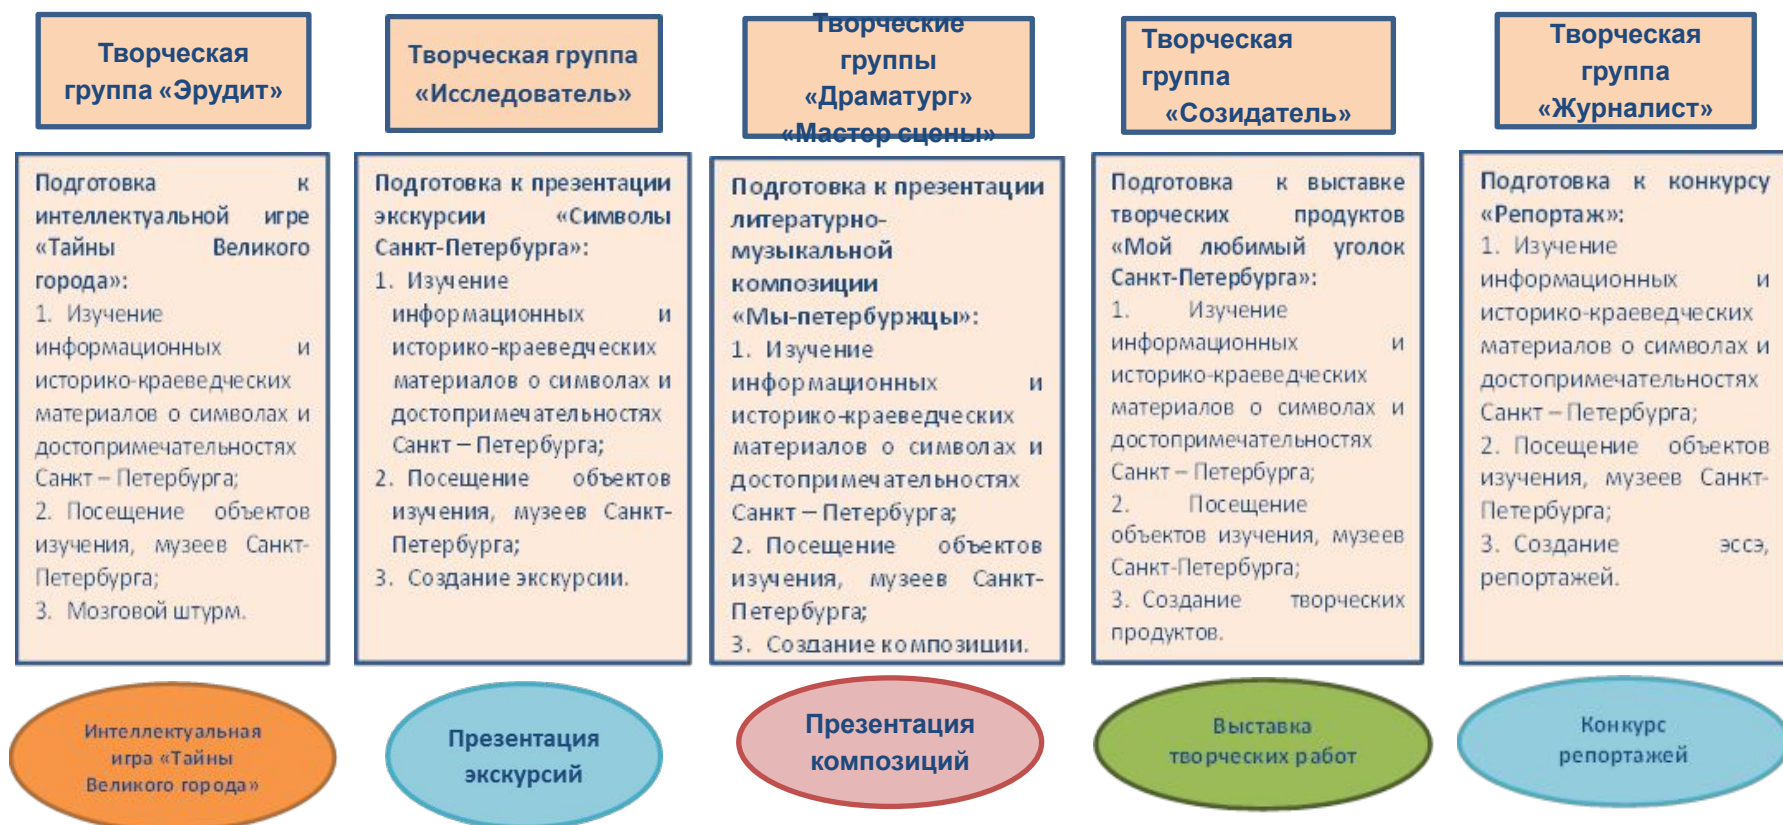 Творческая
группа «Эрудит»
Творческая группа
«Исследователь»
Творческие
группы
«Драматург»
«Мастер сцены»
Творческая
группа
«Созидатель»
Творческая
группа
«Журналист»
Подготовка к
интеллектуальной игре
«Тайны Великого
города»:
1. Изучение
информационных и
историко-краеведческих
материалов о символах и
достопримечательностях
Санкт – Петербурга;
2. Посещение объектов
изучения, музеев Санкт-
Петербурга;
3. Мозговой штурм.
Подготовка к презентации
экскурсии «Символы
Санкт-Петербурга»:
1. Изучение
информационных и
историко-краеведческих
материалов о символах и
достопримечательностях
Санкт – Петербурга;
2. Посещение объектов
изучения, музеев Санкт-
Петербурга;
3. Создание экскурсии.
Подготовка к презентации
литературно-
музыкальной
композиции
«Мы-петербуржцы»:
1. Изучение
информационных и
историко-краеведческих
материалов о символах и
достопримечательностях
Санкт – Петербурга;
2. Посещение объектов
изучения, музеев Санкт-
Петербурга;
3. Создание композиции.
Подготовка к выставке
творческих продуктов
«Мой любимый уголок
Санкт-Петербурга»:
1. Изучение
информационных и
историко-краеведческих
материалов о символах и
достопримечательностях
Санкт – Петербурга;
2. Посещение
объектов изучения, музеев
Санкт-Петербурга;
3. Создание творческих
продуктов.
Подготовка к конкурсу
«Репортаж»:
1. Изучение
информационных и
историко-краеведческих
материалов о символах и
достопримечательностях
Санкт – Петербурга;
2. Посещение объектов
изучения, музеев Санкт-
Петербурга;
3. Создание эссэ,
репортажей.
Интеллектуальная
игра «Тайны
Великого города»
Презентация
экскурсий
Презентация
композиций
Выставка
творческих работ
Конкурс
репортажей